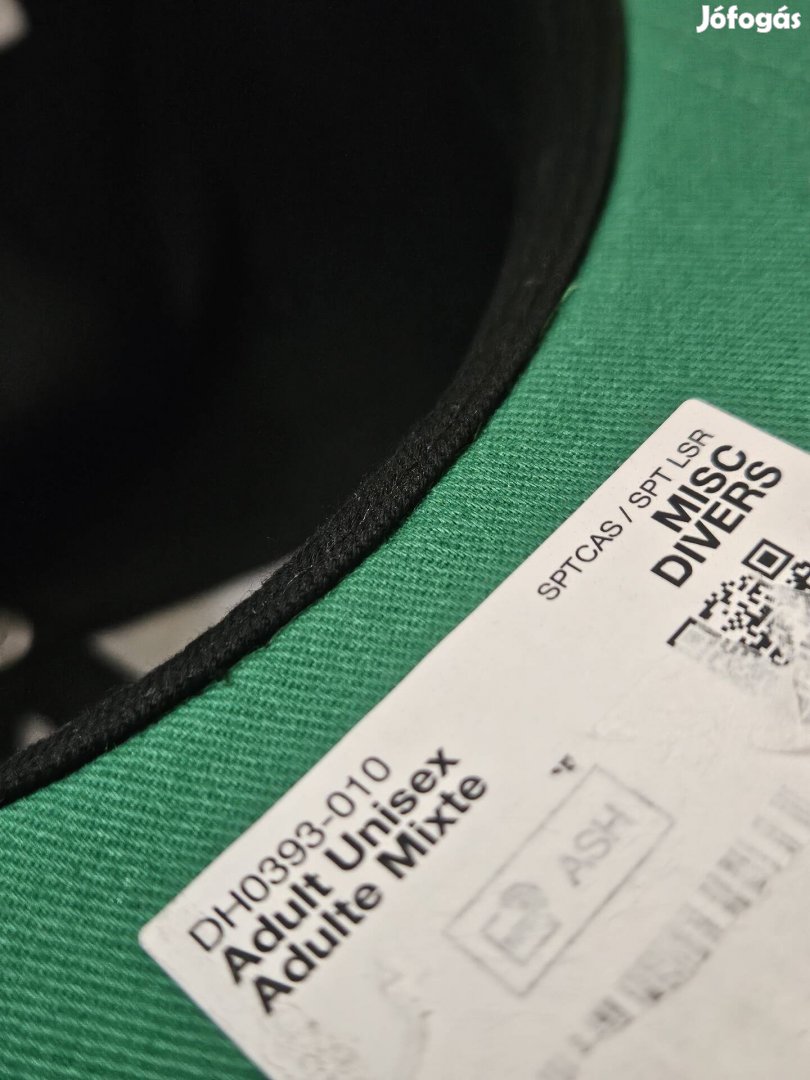 Jófogás
SPTCAS / SPT LSR
MISC
DIVERS
DH0393-010
Adult Unisex
Adulte Mixte
ASH